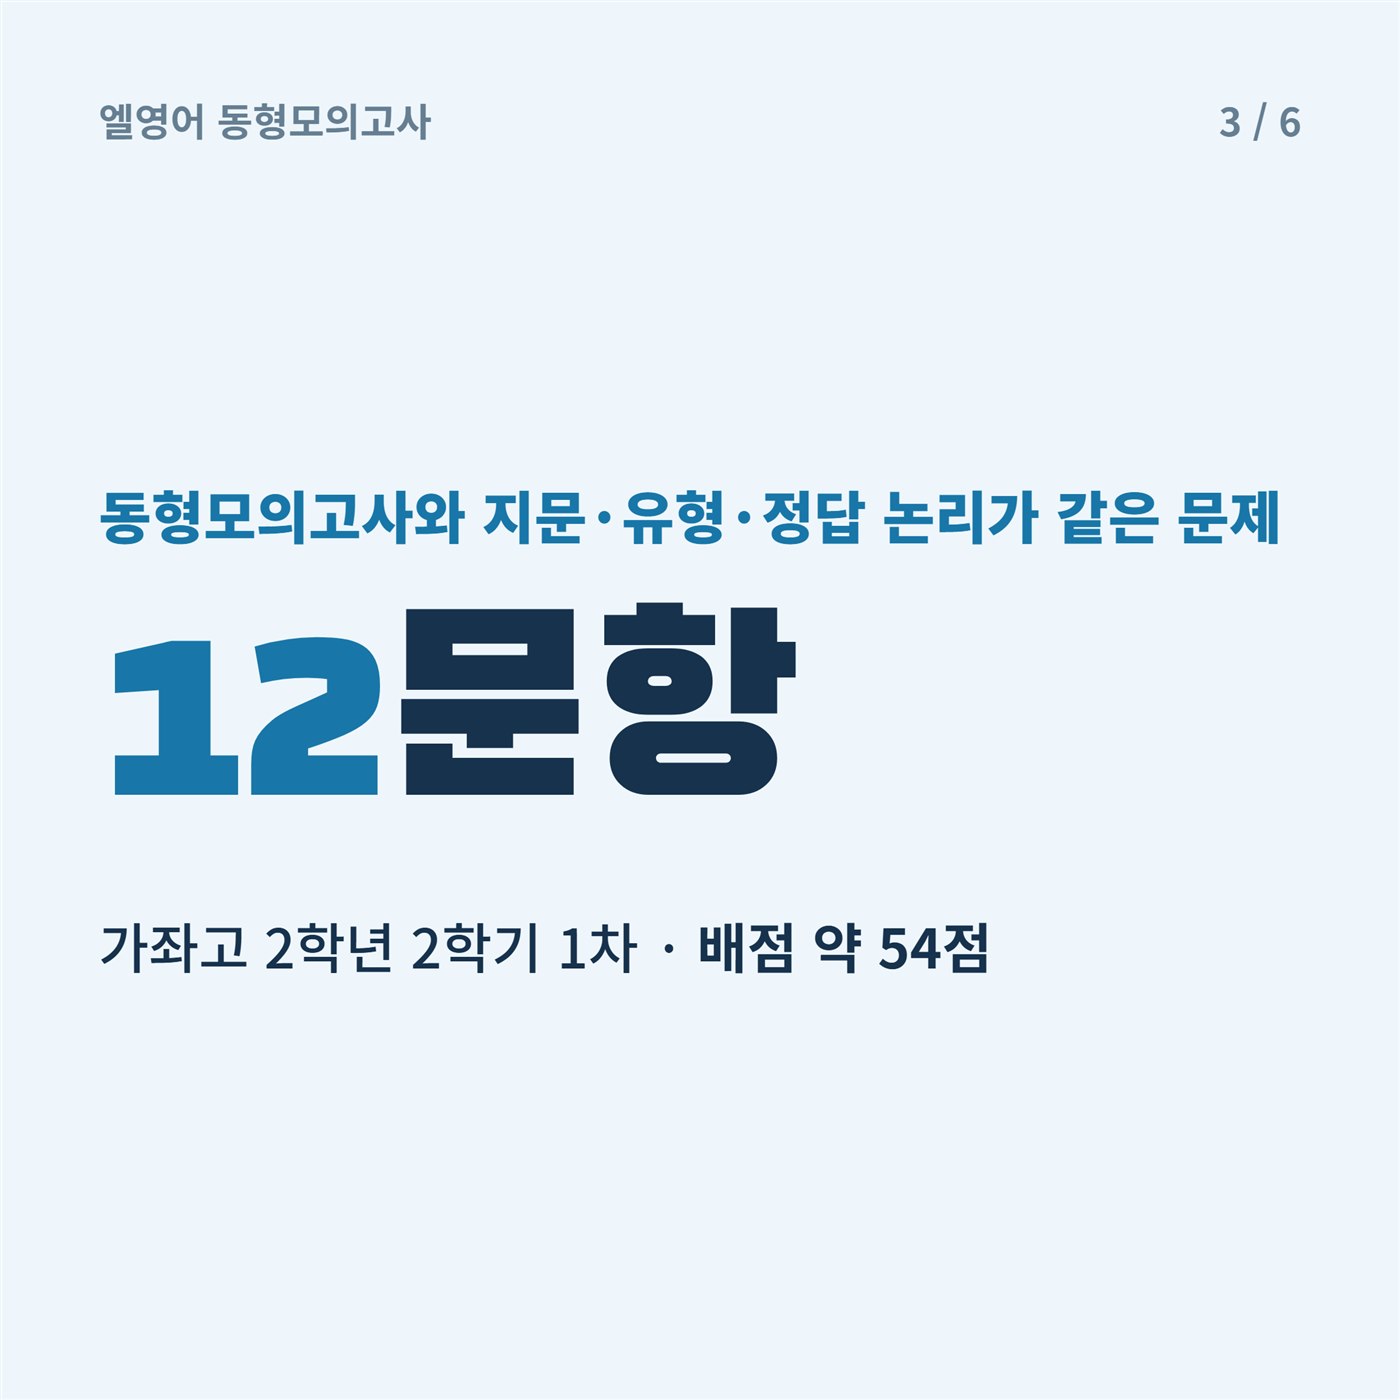 엘영어 동형모의고사
3 / 6
동형모의고사와 지문·유형·정답 논리가 같은 문제
12문항
가좌고 2학년 2학기 1차 · 배점 약 54점